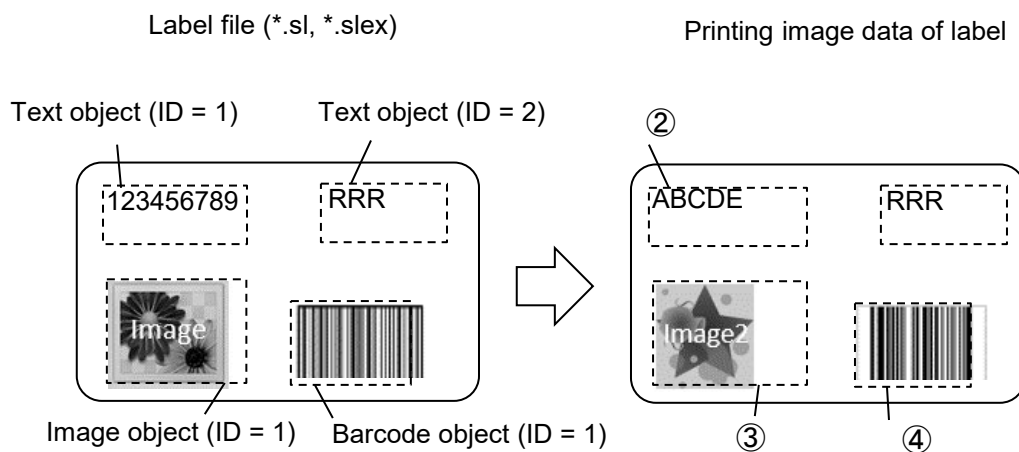 Label file (*.sl, *.slex)
Printing image data of label
Text object (ID = 1)
Text object (ID = 2)
②
123456789
RRR
ABCDE
RRR
Image
Image2
Image object (ID = 1)
Barcode object (ID = 1)
③
④